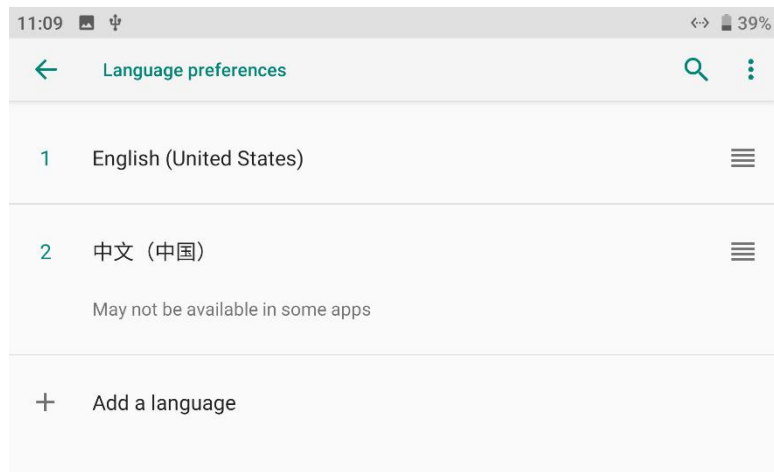 11:09 39%
Language preferences
1 English (United States)
2 中文（中国）
May not be available in some apps
Add a language